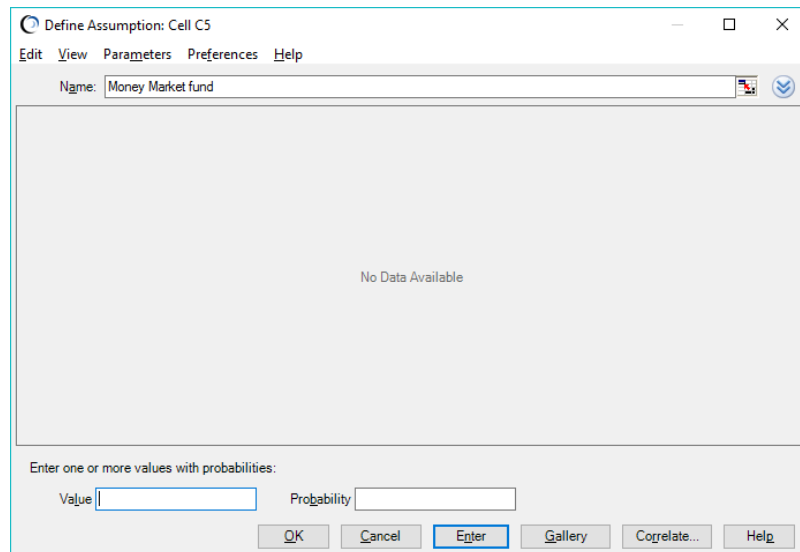 Define Assumption: Cell C5
Edit View Parameters Preferences Help
Name: Money Market fund
No Data Available
Enter one or more values with probabilities:
Value Probability
OK Cancel Enter Gallery Correlate... Help